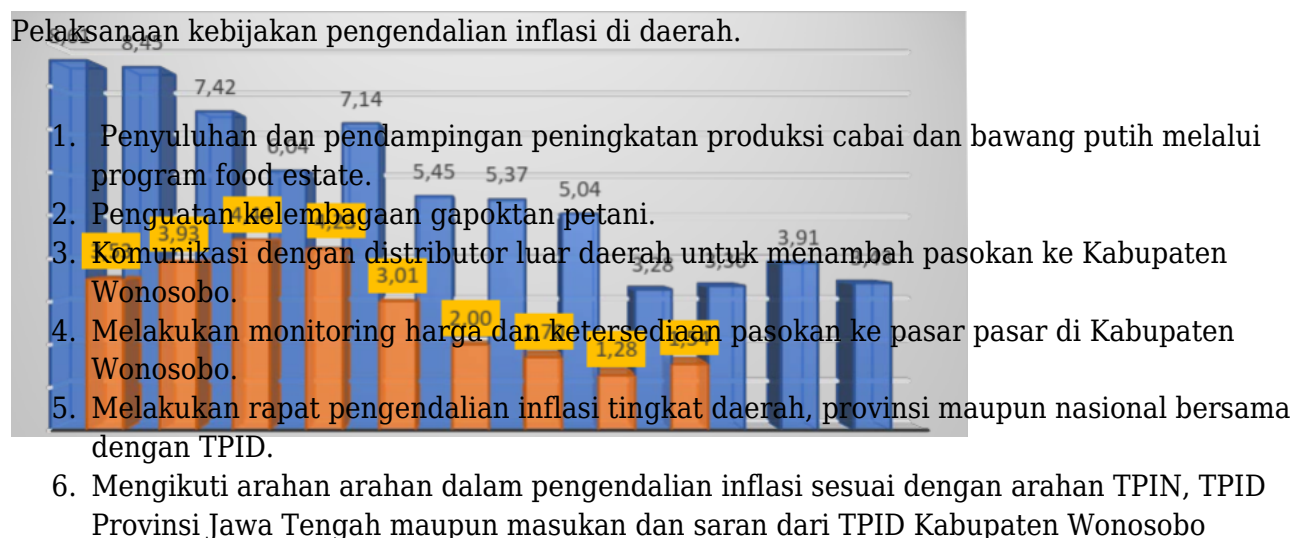 Pelaksanaan kebijakan pengendalian inflasi di daerah.
8,45
7,42
7,14
1. Penyuluhan dan pendampingan peningkatan produksi cabai dan bawang putih melalui
6,04
program food estate.
5,45 5,37 5,04
2. Penguatan kelembagaan gapoktan petani.
3,93
3. Komunikasi dengan distributor luar daerah untuk menambah pasokan ke Kabupaten
3,91
3,28
3,01
Wonosobo.
2,00
4. Melakukan monitoring harga dan ketersediaan pasokan ke pasar pasar di Kabupaten
1,28
Wonosobo.
5. Melakukan rapat pengendalian inflasi tingkat daerah, provinsi maupun nasional bersama
dengan TPID.
6. Mengikuti arahan arahan dalam pengendalian inflasi sesuai dengan arahan TPIN, TPID
Provinsi Jawa Tengah maupun masukan dan saran dari TPID Kabupaten Wonosobo